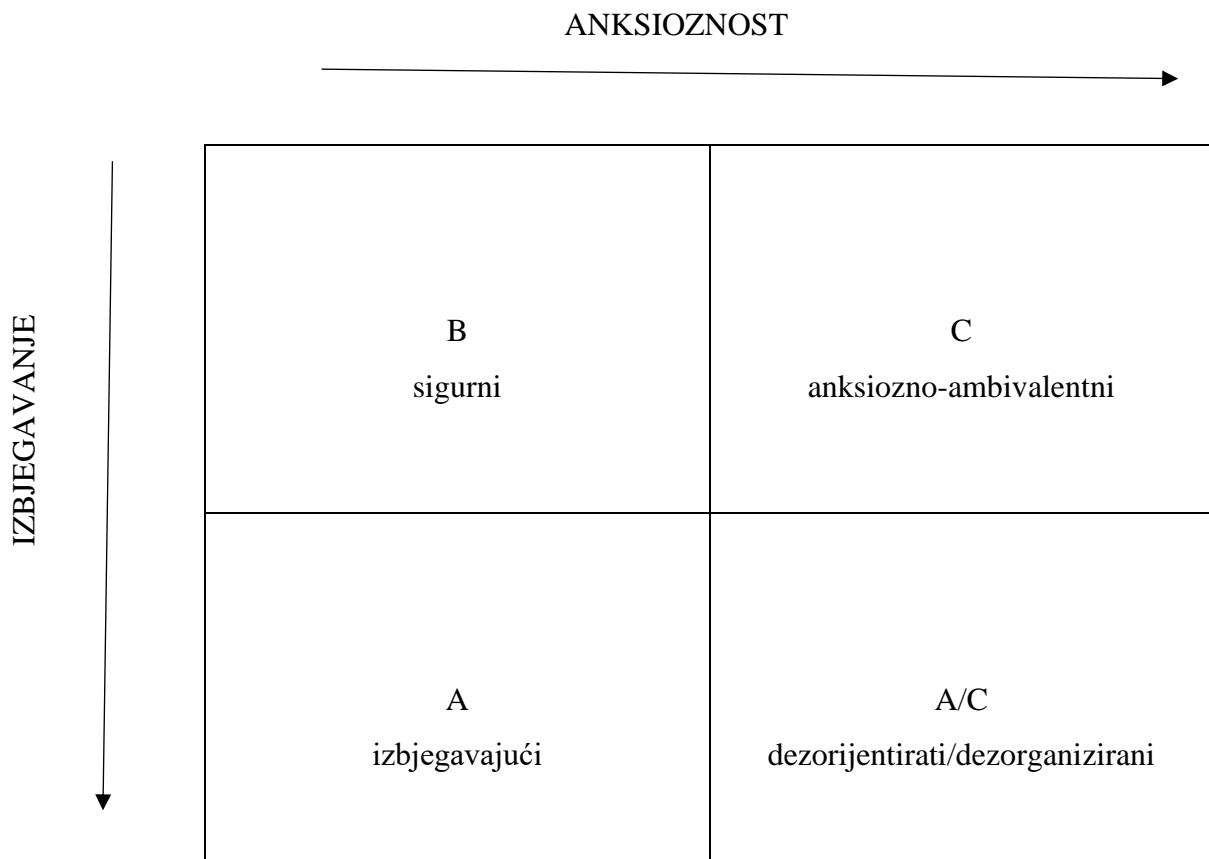 ANKSIOZNOST
IZBJEGAVANJE
B
sigurni
C
anksiozno-ambivalentni
A
izbjegavajući
A/C
dezorijentirati/dezorganizirani